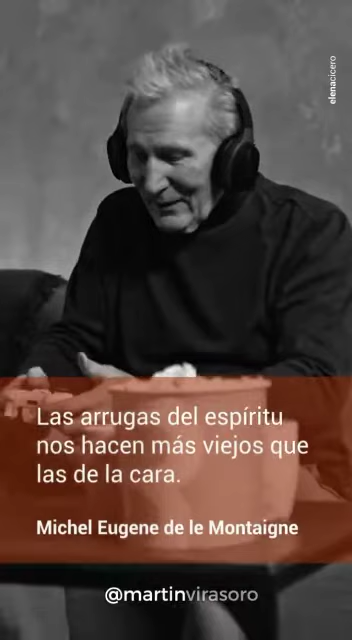 elenacicero
Las arrugas del espíritu
nos hacen más viejos que
las de la cara.
Michel Eugene de le Montaigne
@martinvirasoro